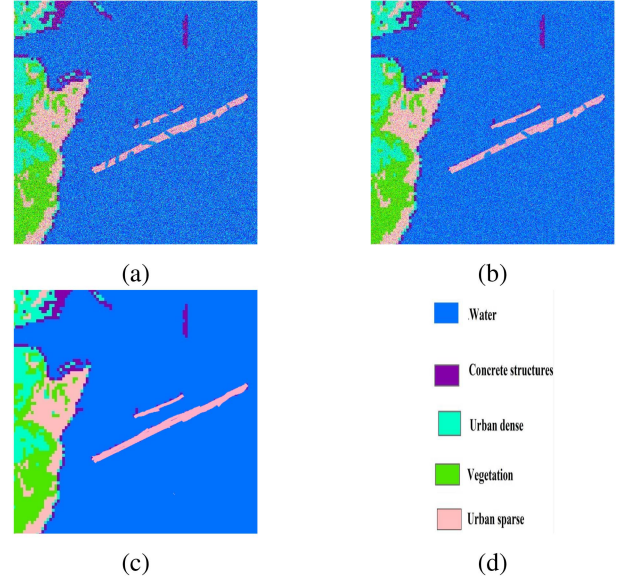 (a)
(b)
.Water
Concrete structures
Urban dense
Vegetation
Urban sparse
(c)
(d)